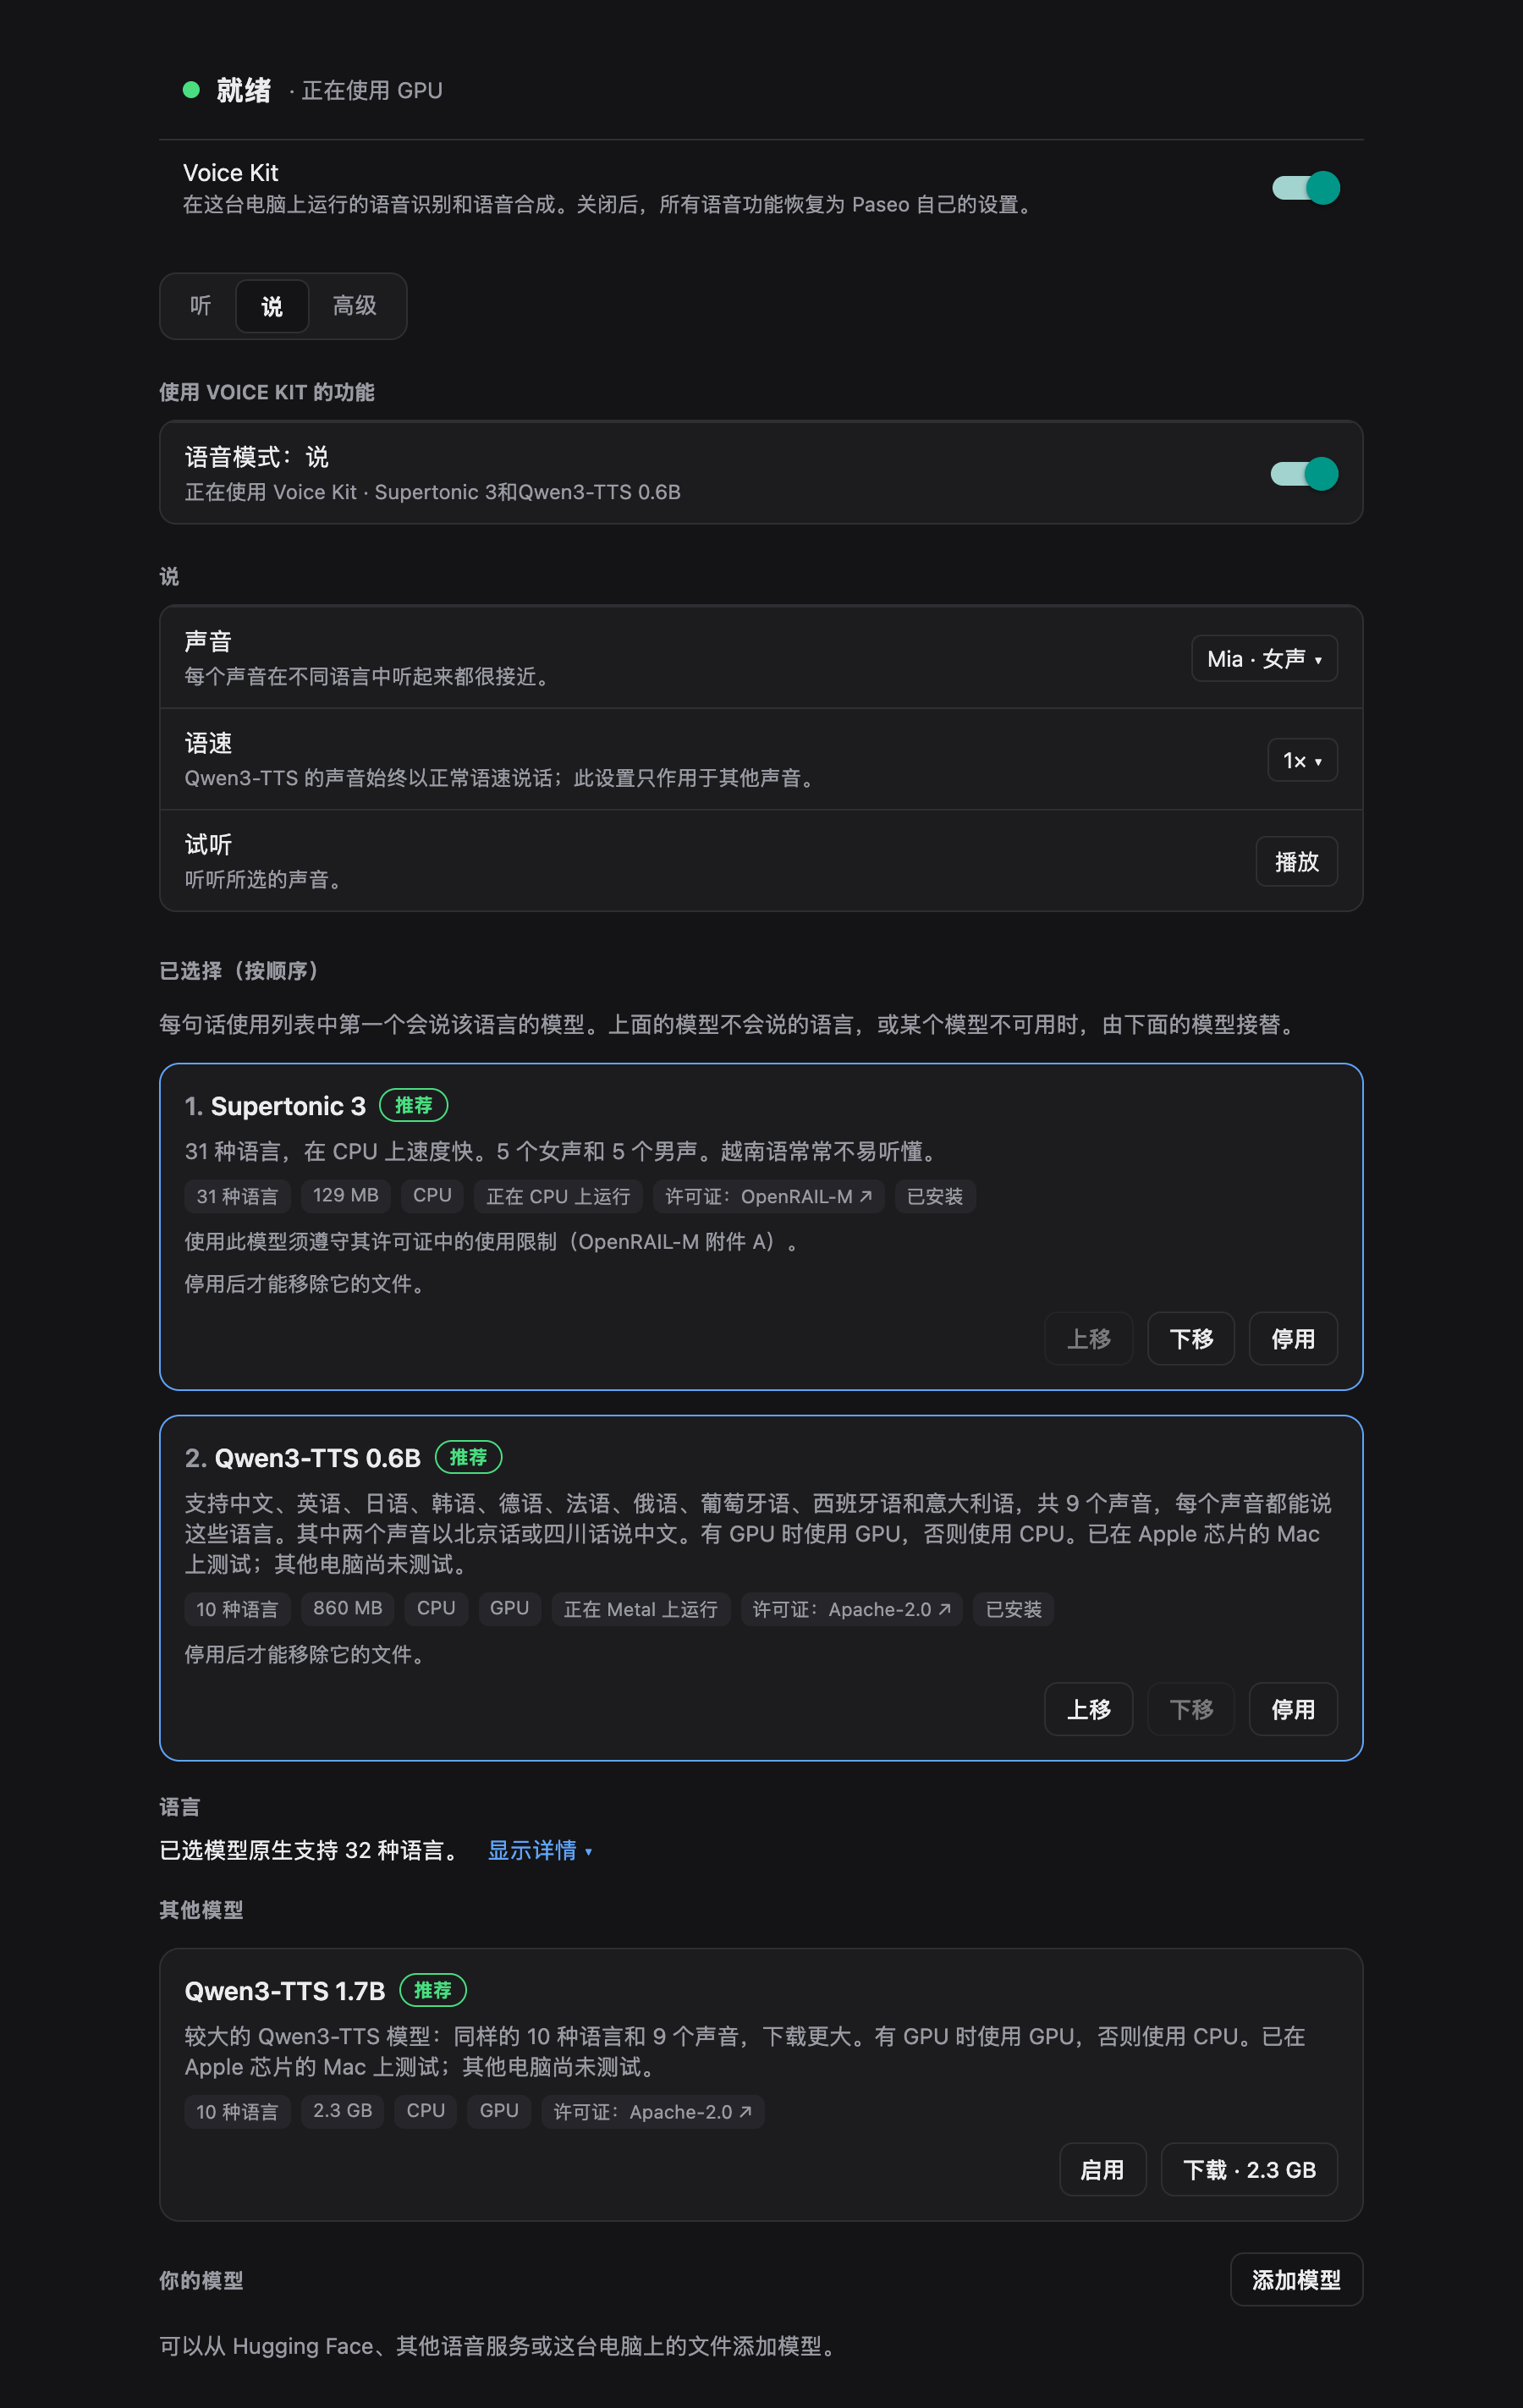 就绪 · 正在使用 GPU
Voice Kit
在这台电脑上运行的语音识别和语音合成。关闭后，所有语音功能恢复为 Paseo 自己的设置。
听 说 高级
使用 VOICE KIT 的功能
语音模式：说
正在使用 Voice Kit · Supertonic 3和Qwen3-TTS 0.6B
说
声音
每个声音在不同语言中听起来都很接近。
Mia · 女声 ▾
语速
Qwen3-TTS 的声音始终以正常语速说话；此设置只作用于其他声音。
1× ▾
试听
听听所选的声音。
播放
已选择（按顺序）
每句话使用列表中第一个会说该语言的模型。上面的模型不会说的语言，或某个模型不可用时，由下面的模型接替。
1. Supertonic 3 推荐
31 种语言，在 CPU 上速度快。5 个女声和 5 个男声。越南语常常不易听懂。
31 种语言 129 MB CPU 正在 CPU 上运行 许可证：OpenRAIL-M ↗ 已安装
使用此模型须遵守其许可证中的使用限制（OpenRAIL-M 附件 A）。
停用后才能移除它的文件。
上移 下移 停用
2. Qwen3-TTS 0.6B 推荐
支持中文、英语、日语、韩语、德语、法语、俄语、葡萄牙语、西班牙语和意大利语，共 9 个声音，每个声音都能说
这些语言。其中两个声音以北京话或四川话说中文。有 GPU 时使用 GPU，否则使用 CPU。已在 Apple 芯片的 Mac
上测试；其他电脑尚未测试。
10 种语言 860 MB CPU GPU 正在 Metal 上运行 许可证：Apache-2.0 ↗ 已安装
停用后才能移除它的文件。
上移 下移 停用
语言
已选模型原生支持 32 种语言。 显示详情 ▾
其他模型
Qwen3-TTS 1.7B 推荐
较大的 Qwen3-TTS 模型：同样的 10 种语言和 9 个声音，下载更大。有 GPU 时使用 GPU，否则使用 CPU。已在
Apple 芯片的 Mac 上测试；其他电脑尚未测试。
10 种语言 2.3 GB CPU GPU 许可证：Apache-2.0 ↗
启用 下载 · 2.3 GB
你的模型 添加模型
可以从 Hugging Face、其他语音服务或这台电脑上的文件添加模型。